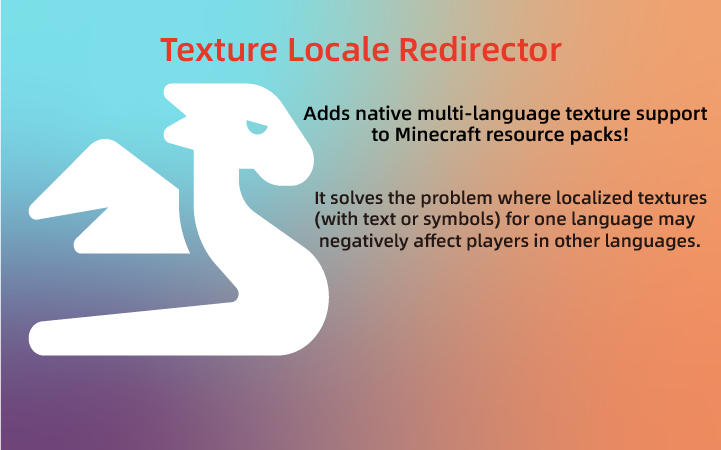 Texture Locale Redirector
Adds native multi-language texture support
to Minecraft resource packs!
It solves the problem where localized textures
(with text or symbols) for one language may
negatively affect players in other languages.